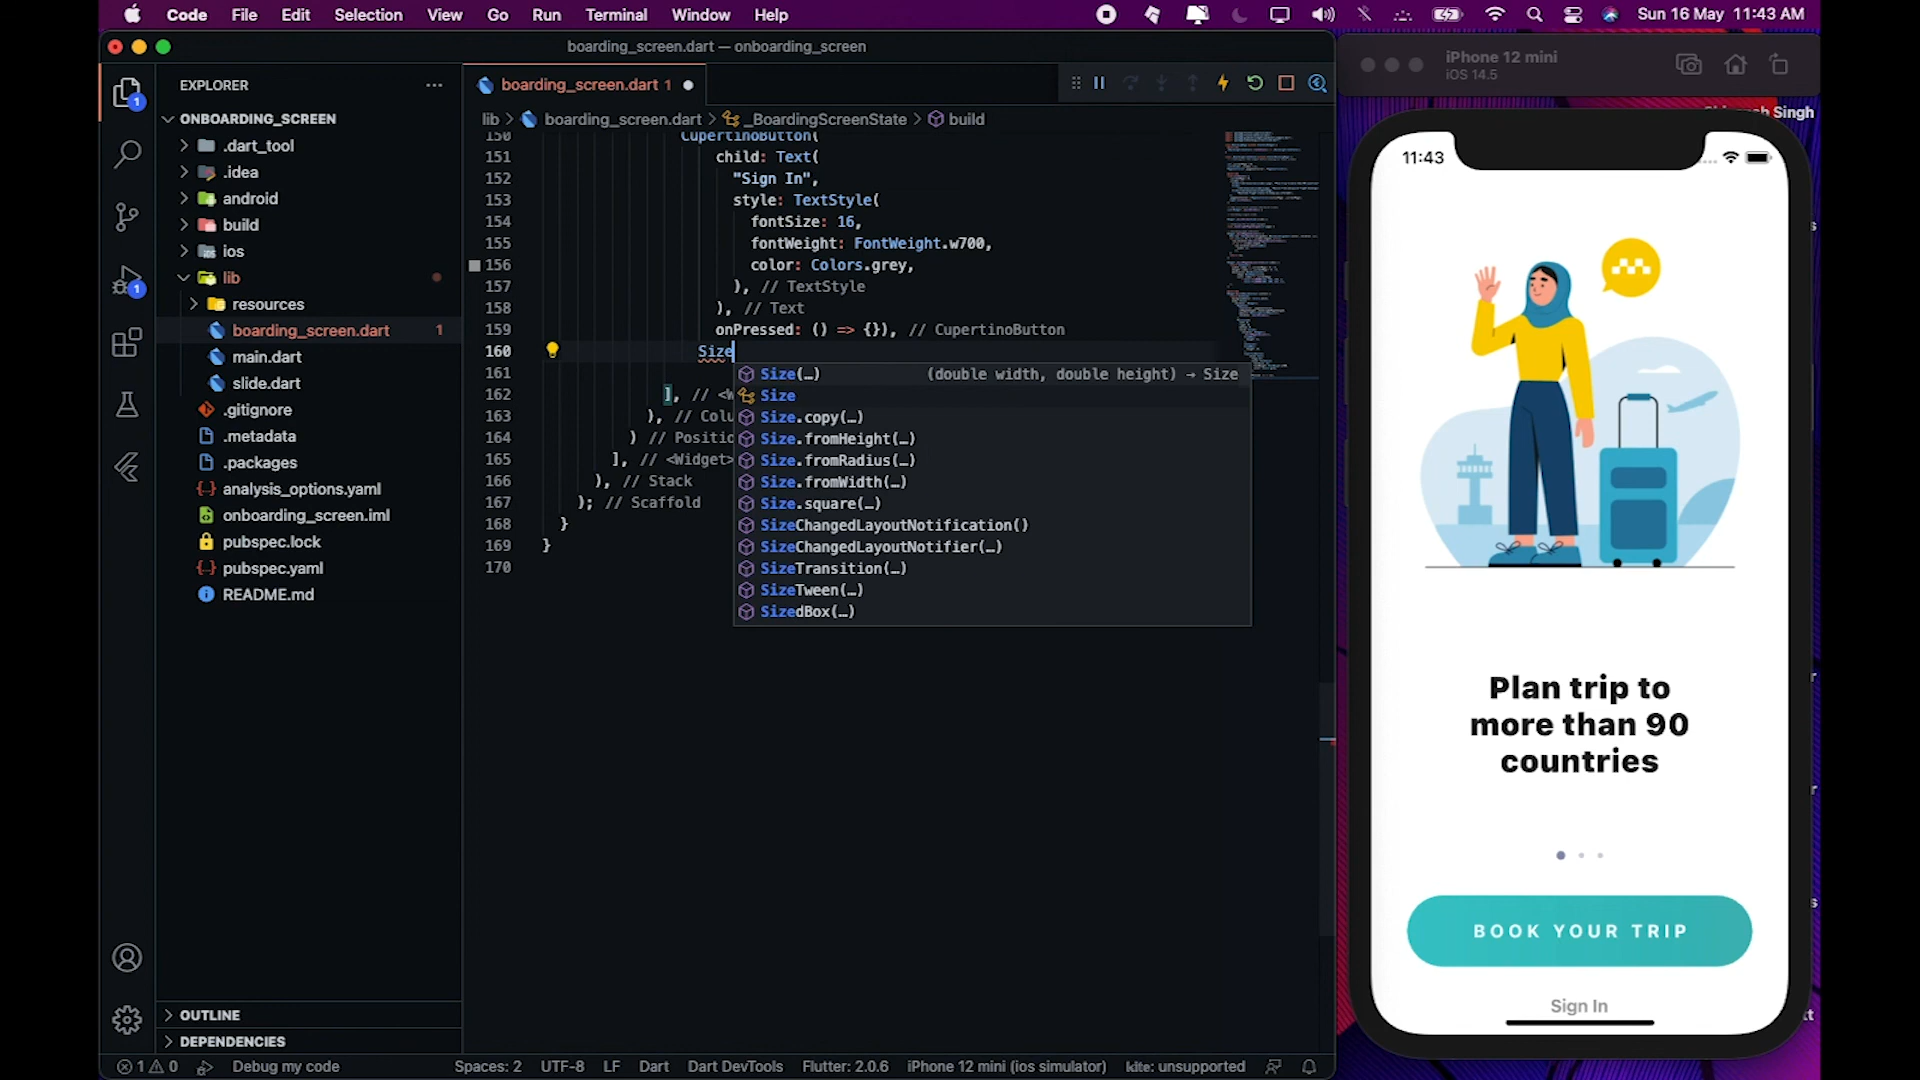 Code File Edit Selection View Go Run Terminal Window Help Sun 16 May 11:43 AM
boarding_screen.dart — onboarding_screen
EXPLORER
ONBOARDING_SCREEN
.dart_tool
.idea
android
build
ios
lib
resources
boarding_screen.dart 1
main.dart
slide.dart
.gitignore
.metadata
.packages
analysis_options.yaml
onboarding_screen.iml
pubspec.lock
pubspec.yaml
README.md
OUTLINE
DEPENDENCIES
1
1
boarding_screen.dart 1
lib > boarding_screen.dart > _BoardingScreenState > build
150 CupertinoButton(
151 child: Text(
152 "Sign In",
153 style: TextStyle(
154 fontSize: 16,
155 fontWeight: FontWeight.w700,
156 color: Colors.grey,
157 ), // TextStyle
158 ), // Text
159 onPressed: () => {}), // CupertinoButton
160 Size
161
162 ], // <W
163 ), // Colu
164 ) // Positio
165 ], // <Widget>
166 ), // Stack
167 ); // Scaffold
168 }
169 }
170
Size(…) (double width, double height) → Size
Size
Size.copy(…)
Size.fromHeight(…)
Size.fromRadius(…)
Size.fromWidth(…)
Size.square(…)
SizeChangedLayoutNotification()
SizeChangedLayoutNotifier(…)
SizeTransition(…)
SizeTween(…)
SizedBox(…)
1 0 Debug my code Spaces: 2 UTF-8 LF Dart Dart DevTools Flutter: 2.0.6 iPhone 12 mini (ios simulator) kite: unsupported
iPhone 12 mini
iOS 14.5
Singh
11:43
Plan trip to
more than 90
countries
BOOK YOUR TRIP
Sign In